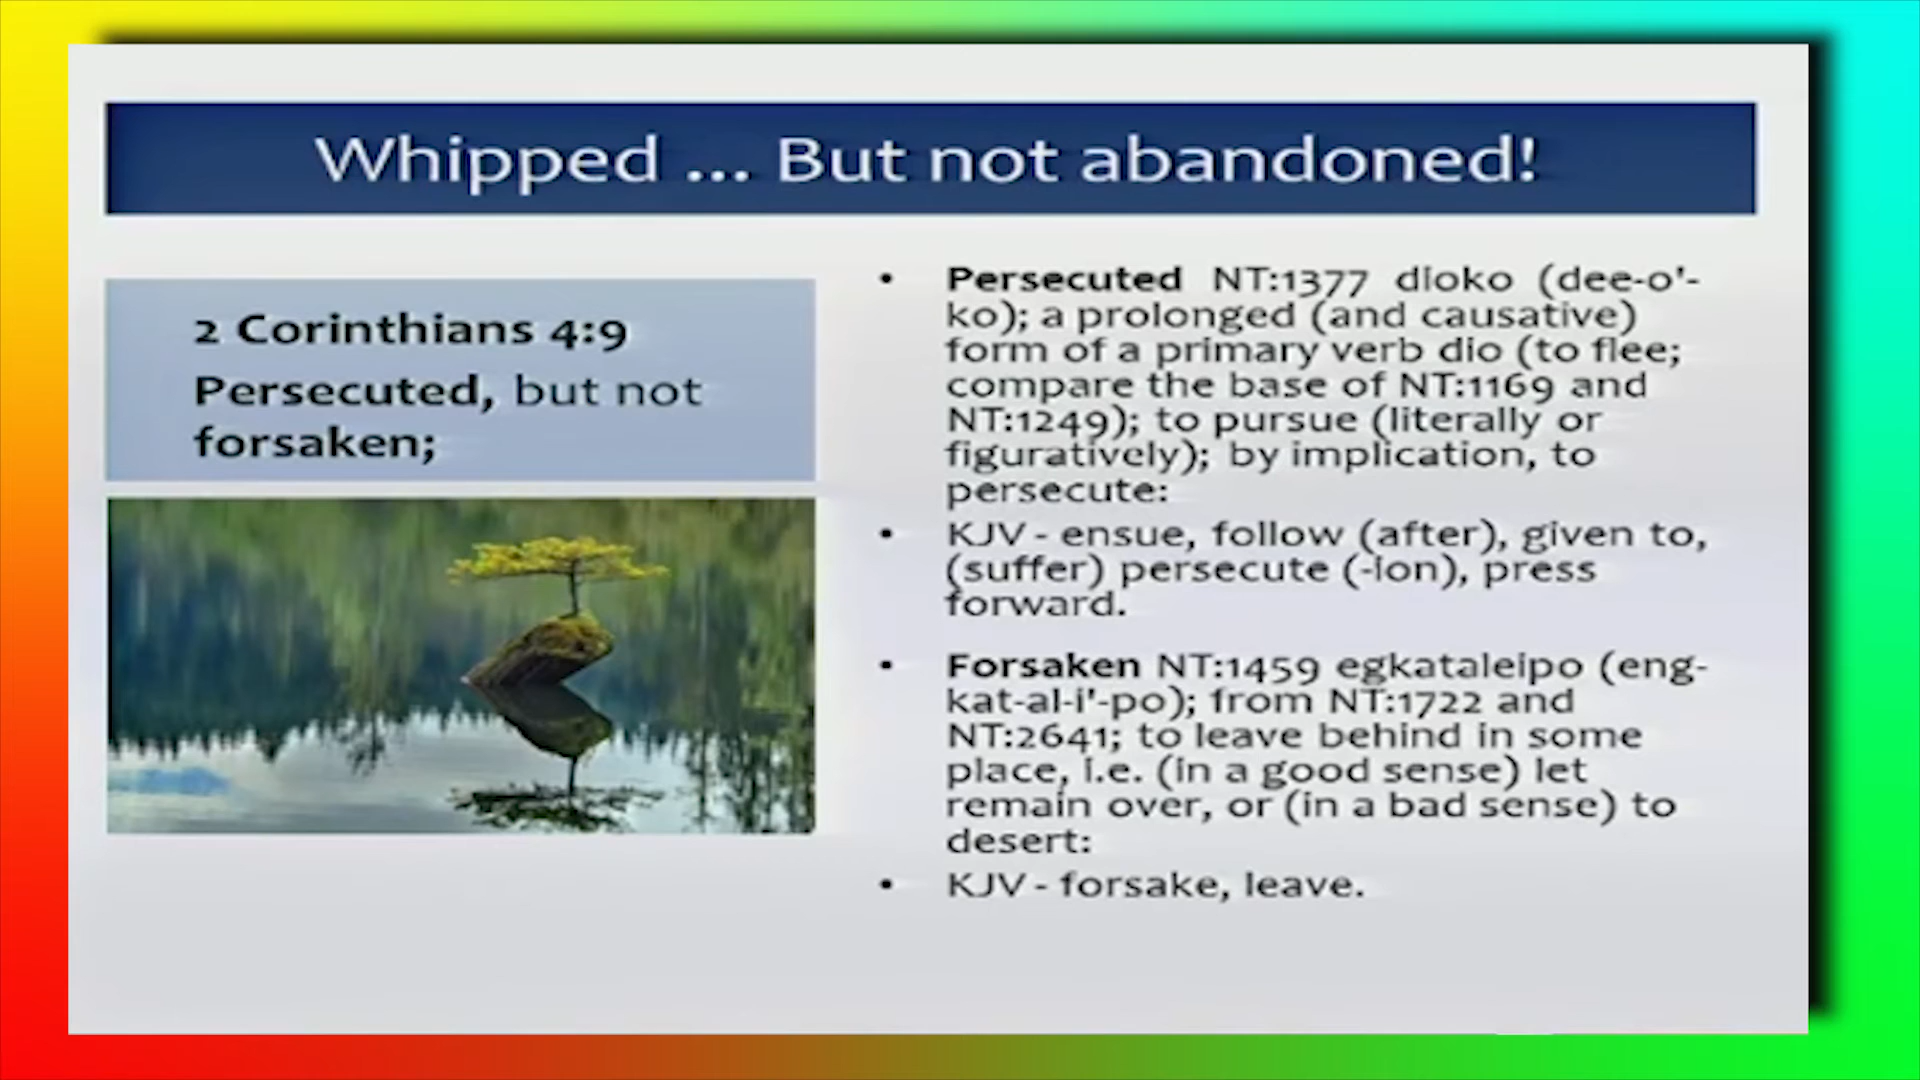 Whipped ... But not abandoned!
2 Corinthians 4:9
Persecuted, but not
forsaken;
• Persecuted NT:1377 dioko (dee-o'-
ko); a prolonged (and causative)
form of a primary verb dio (to flee;
compare the base of NT:1169 and
NT:1249); to pursue (literally or
figuratively); by implication, to
persecute:
• KJV - ensue, follow (after), given to,
(suffer) persecute (-ion), press
forward.
• Forsaken NT:1459 egkataleipo (eng-
kat-al-i'-po); from NT:1722 and
NT:2641; to leave behind in some
place, i.e. (in a good sense) let
remain over, or (in a bad sense) to
desert:
• KJV - forsake, leave.